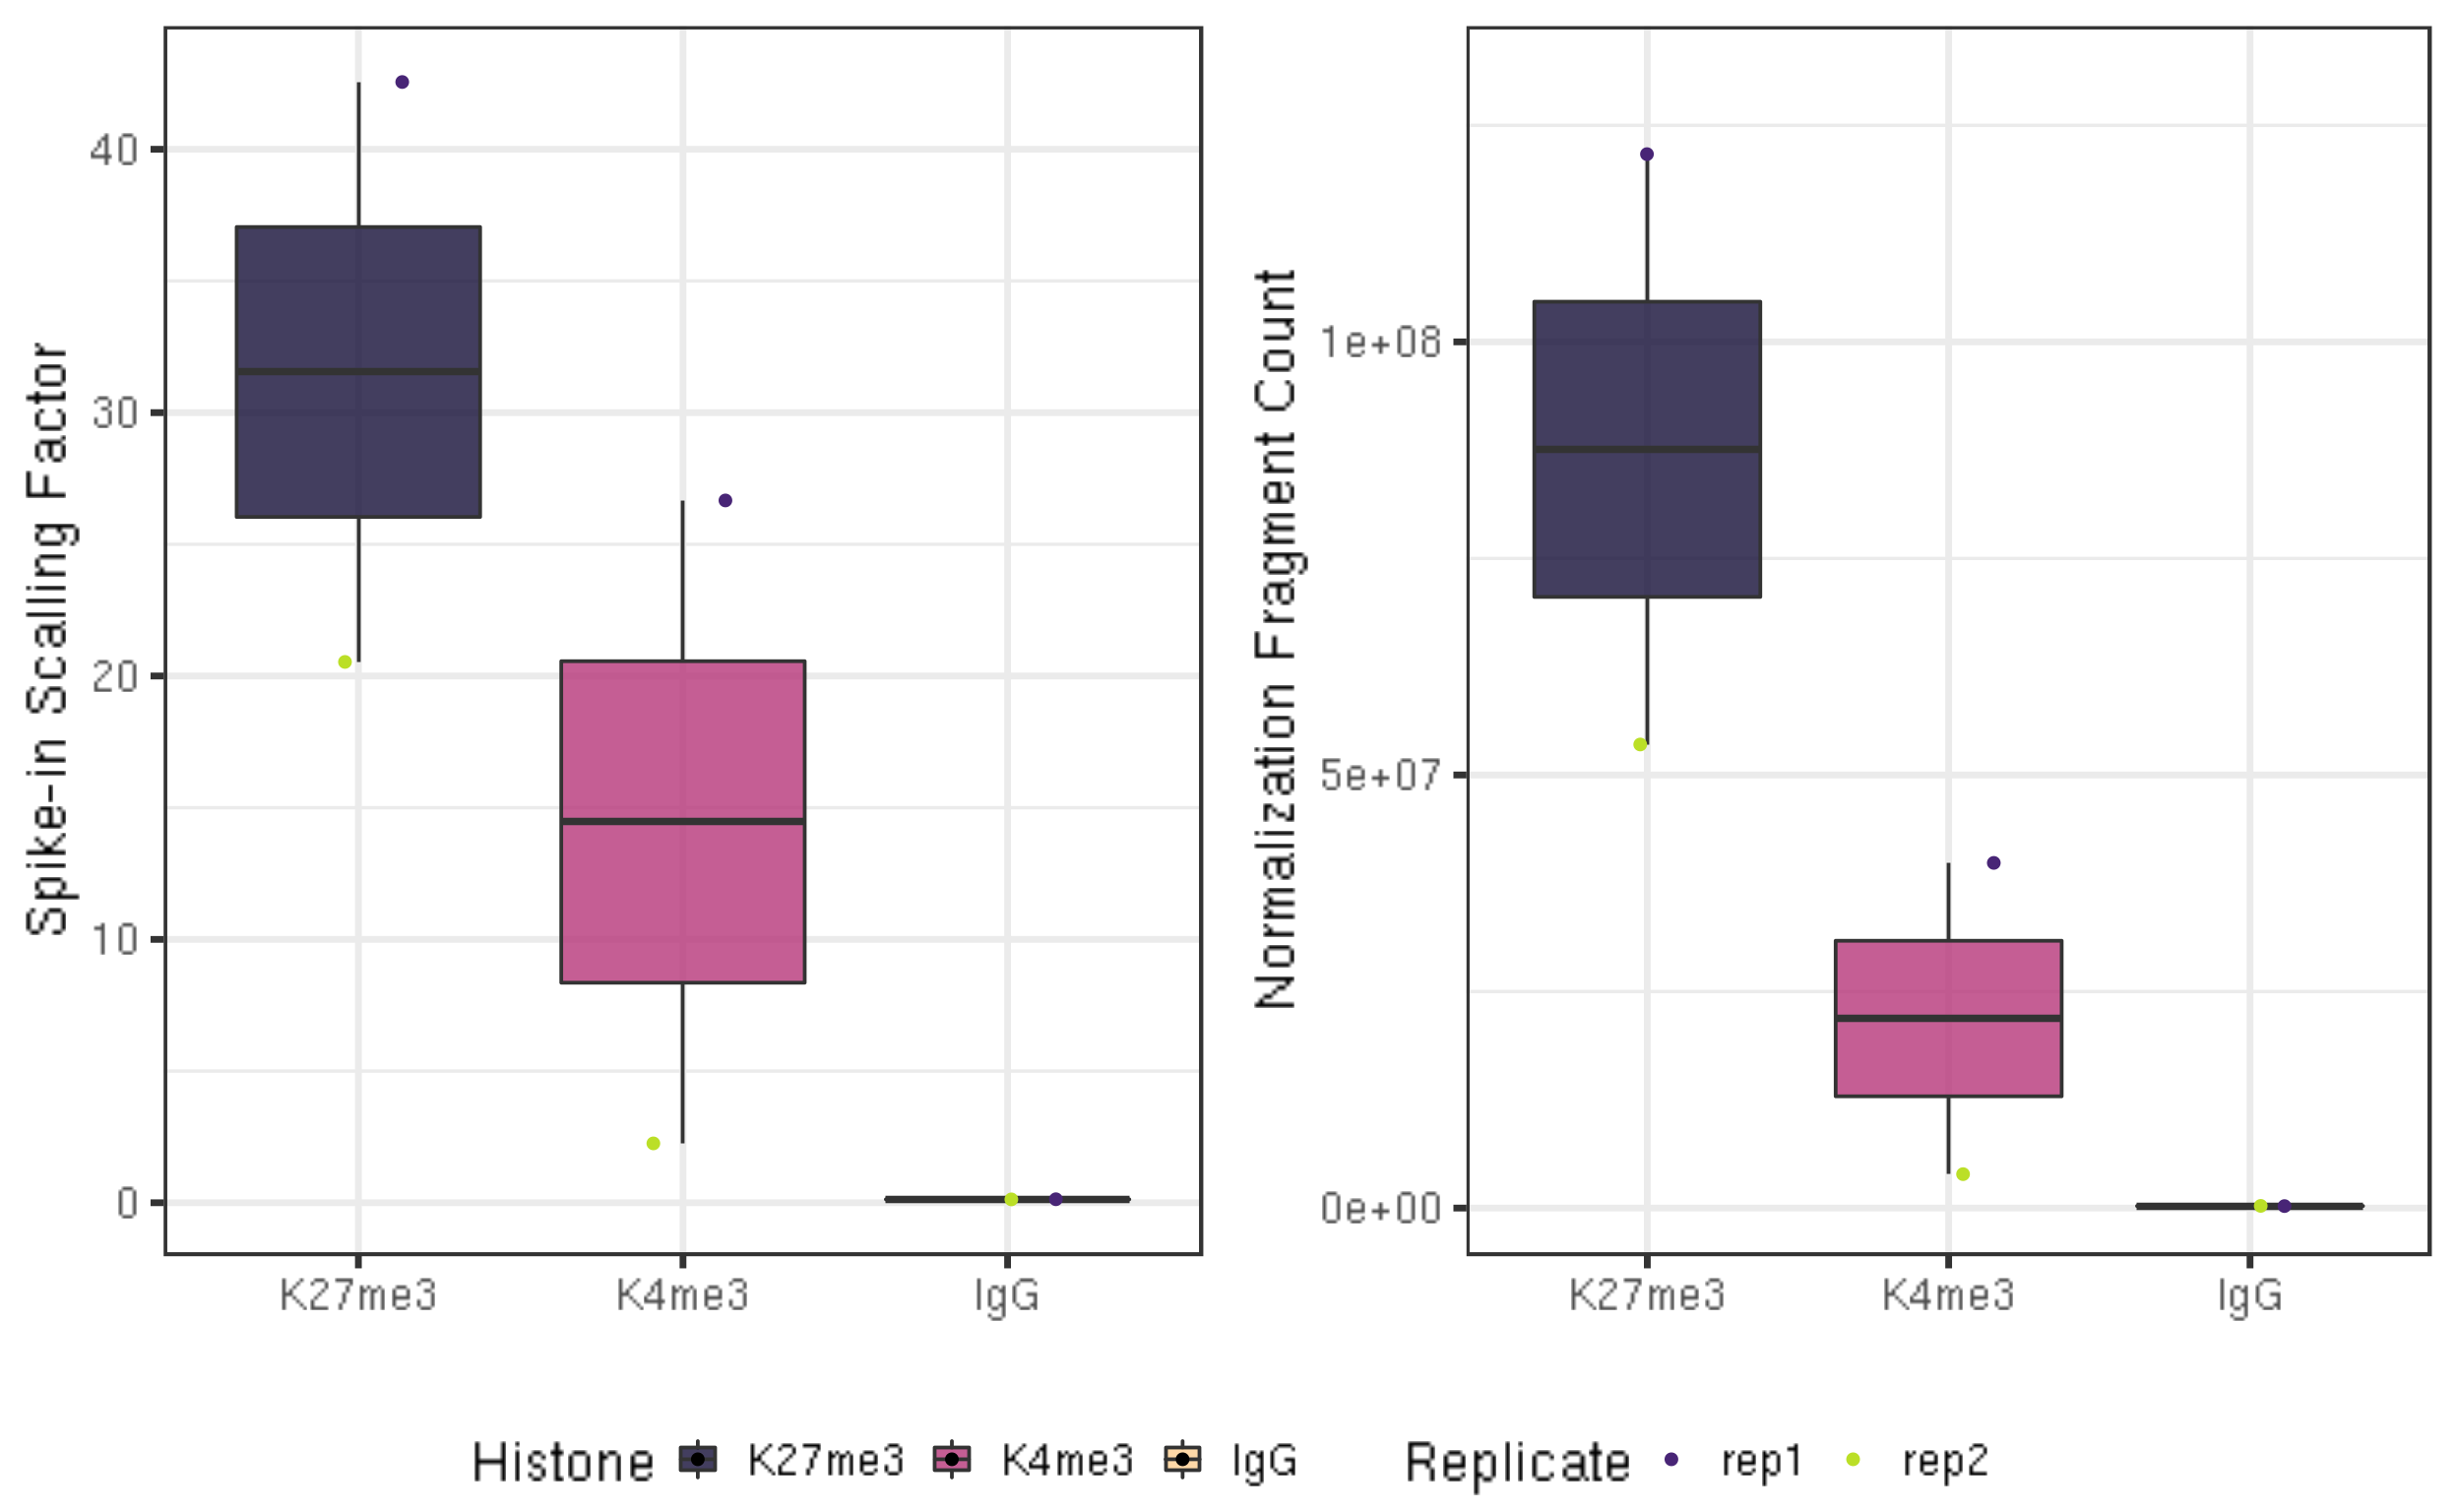 Spike-in Scalling Factor
40
30
20
10
0
K27me3 K4me3 IgG
Normalization Fragment Count
1e+08
5e+07
0e+00
K27me3 K4me3 IgG
Histone K27me3 K4me3 IgG Replicate rep1 rep2